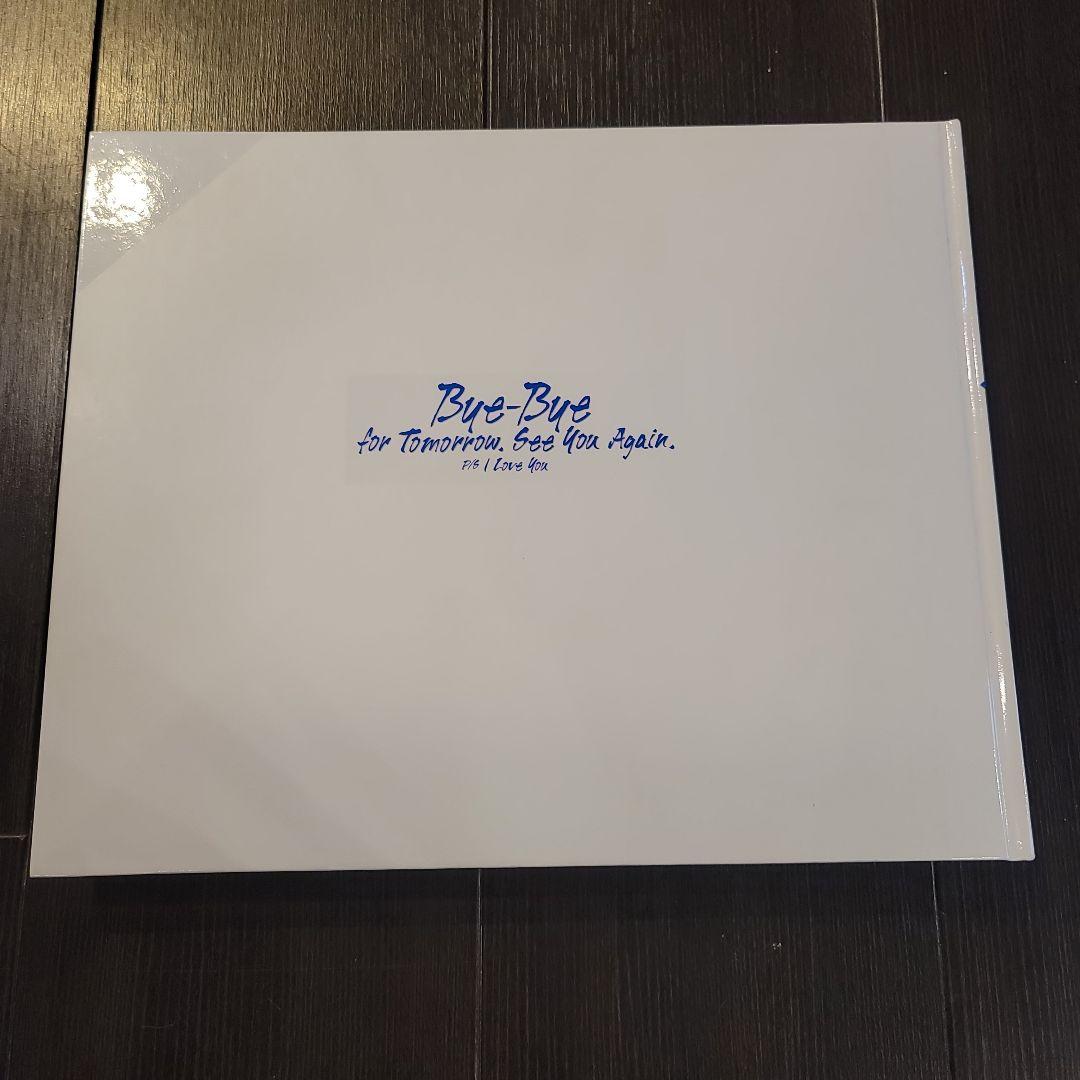 Bye-Bye
for Tomorrow. See You Again.
P/S I Love You